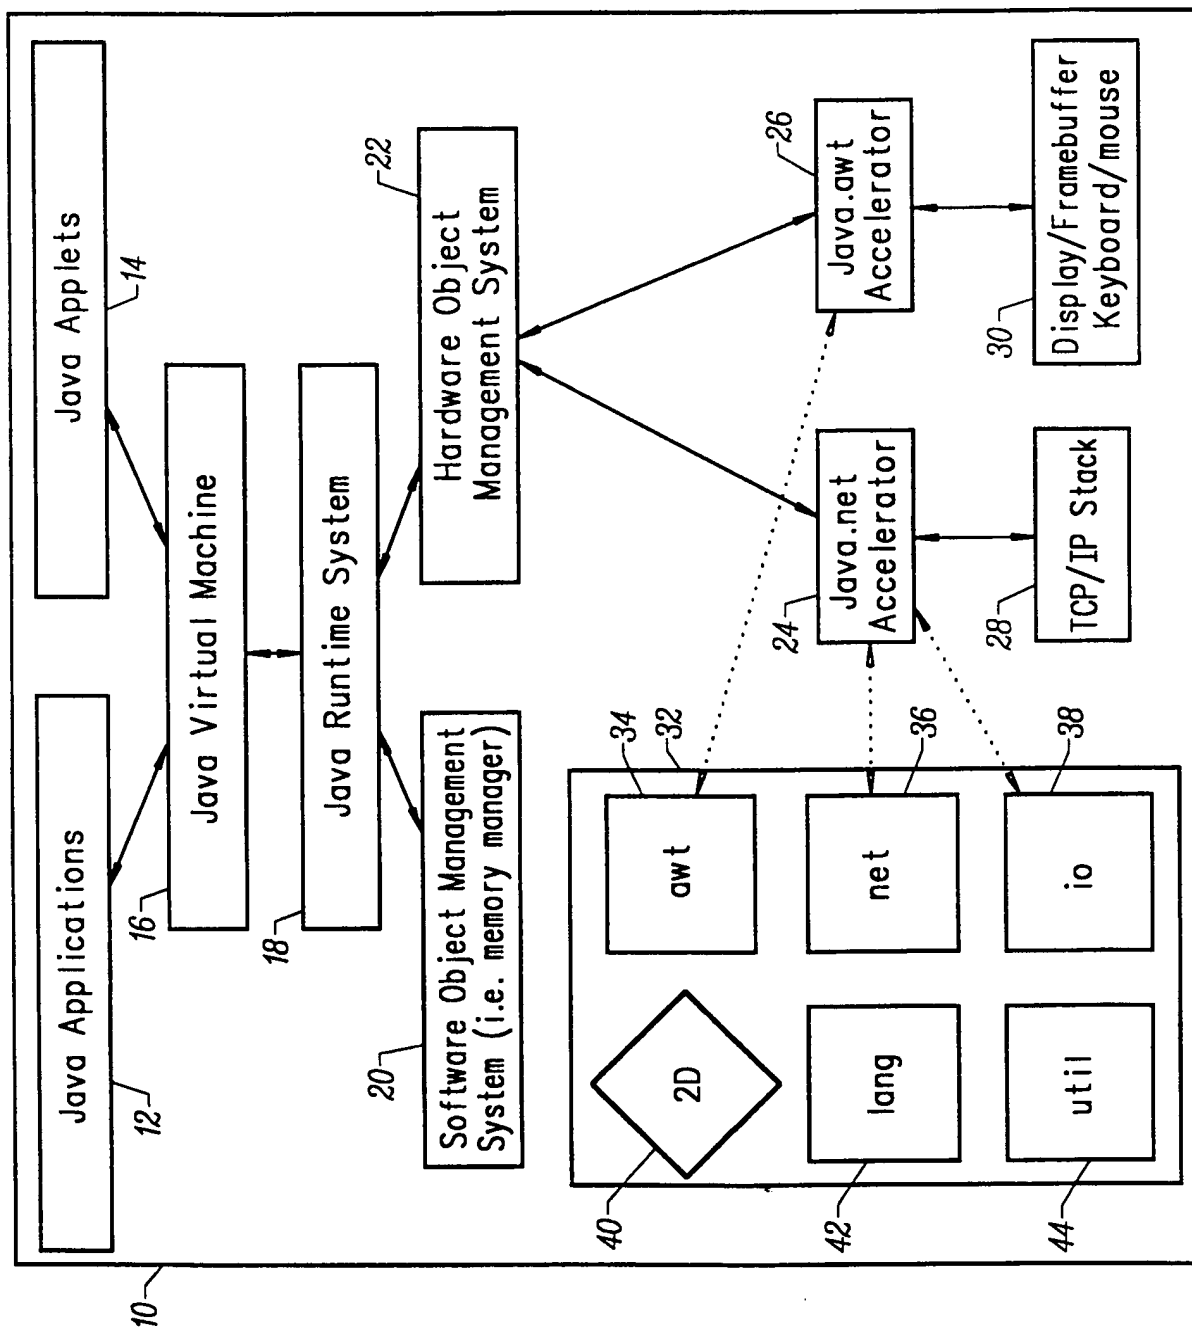 10
Java Applications
12
Java Applets
14
Java Virtual Machine
16
Java Runtime System
18
Software Object Management
System (i.e. memory manager)
20
Hardware Object
Management System
22
2D
40
awt
34
32
lang
42
net
36
util
44
io
38
Java.net
Accelerator
24
Java.awt
Accelerator
26
TCP/IP Stack
28
Display/Framebuffer
Keyboard/mouse
30